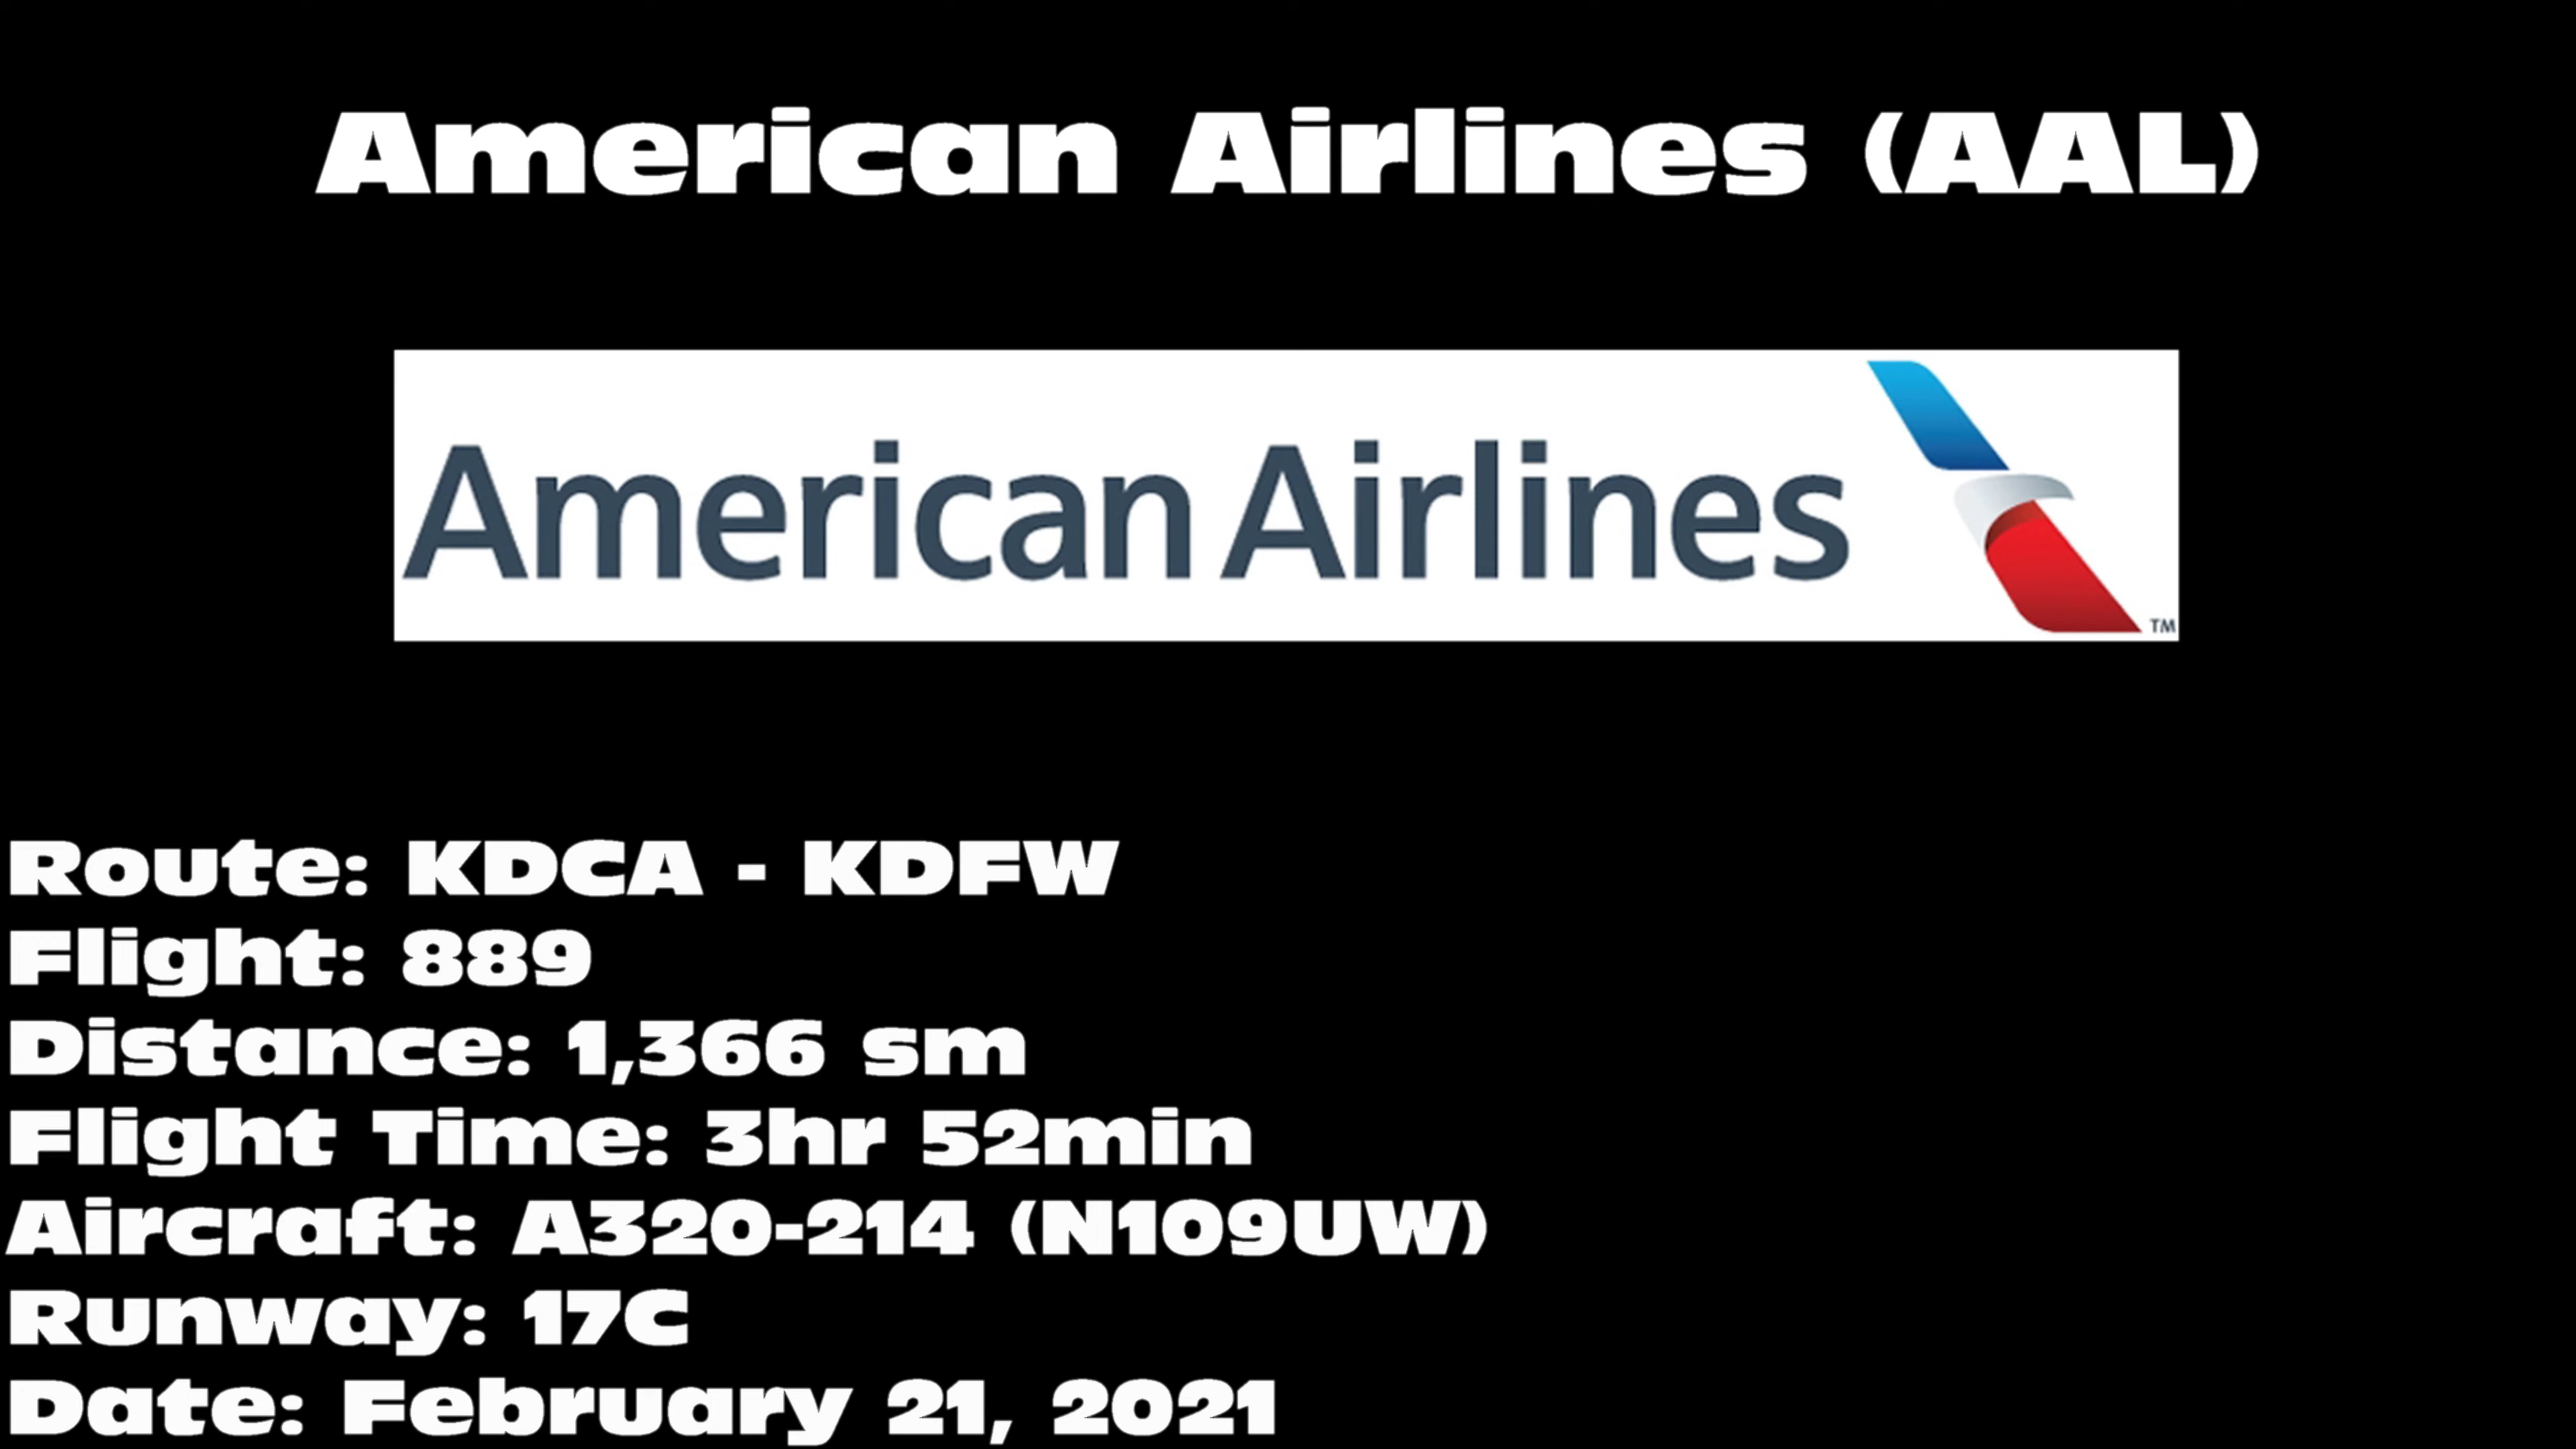 American Airlines (AAL)
American Airlines
TM
Route: KDCA - KDFW
Flight: 889
Distance: 1,366 sm
Flight Time: 3hr 52min
Aircraft: A320-214 (N109UW)
Runway: 17C
Date: February 21, 2021